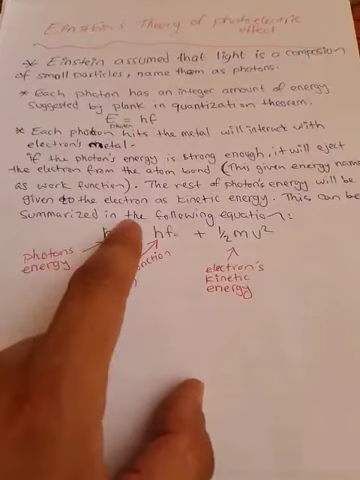 Einstein Theory of photoelectric
effect
* Einstein assumed that light is a composion
of small particles, name them as photons.
* Each photon has an integer amount of energy
suggested by plank in quantization theorem.
E photon = hf
* Each photon hits the metal will interact with
electron's metal.
If the photon's energy is strong enough, it will eject
the electron from the atom bond (This given energy name
as work function). The rest of photon's energy will be
given to the electron as kinetic energy. This can be
summarized in the following equation:
hf₀ + 1/2 m v²
photons
energy
electron's
kinetic
energy